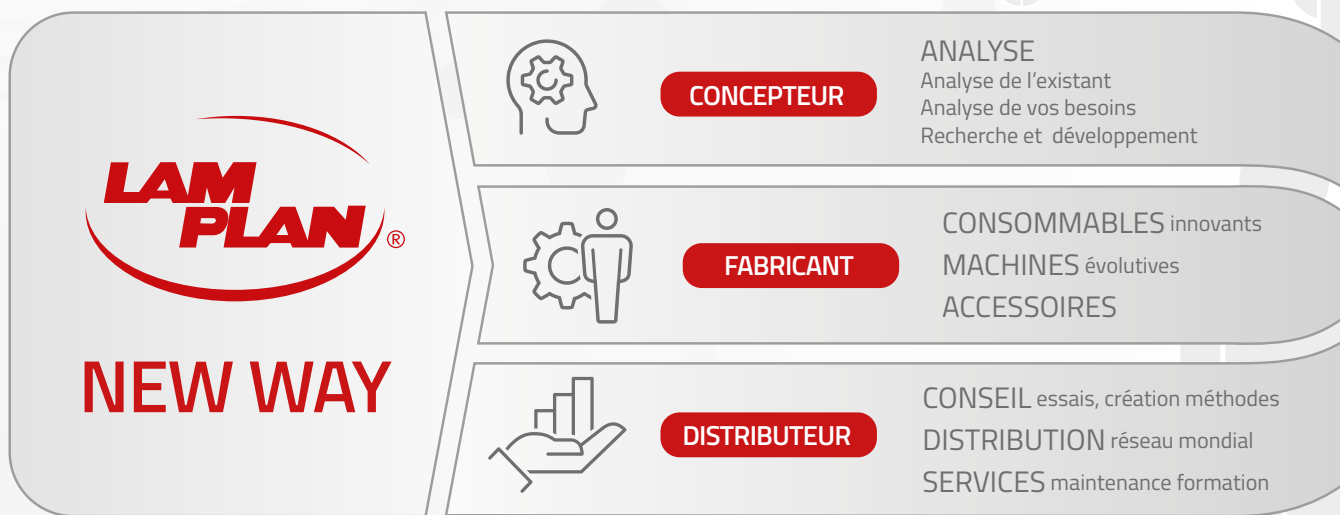 LAM
PLAN®
NEW WAY
CONCEPTEUR
ANALYSE
Analyse de l'existant
Analyse de vos besoins
Recherche et développement
FABRICANT
CONSOMMABLES innovants
MACHINES évolutives
ACCESSOIRES
DISTRIBUTEUR
CONSEIL essais, création méthodes
DISTRIBUTION réseau mondial
SERVICES maintenance formation